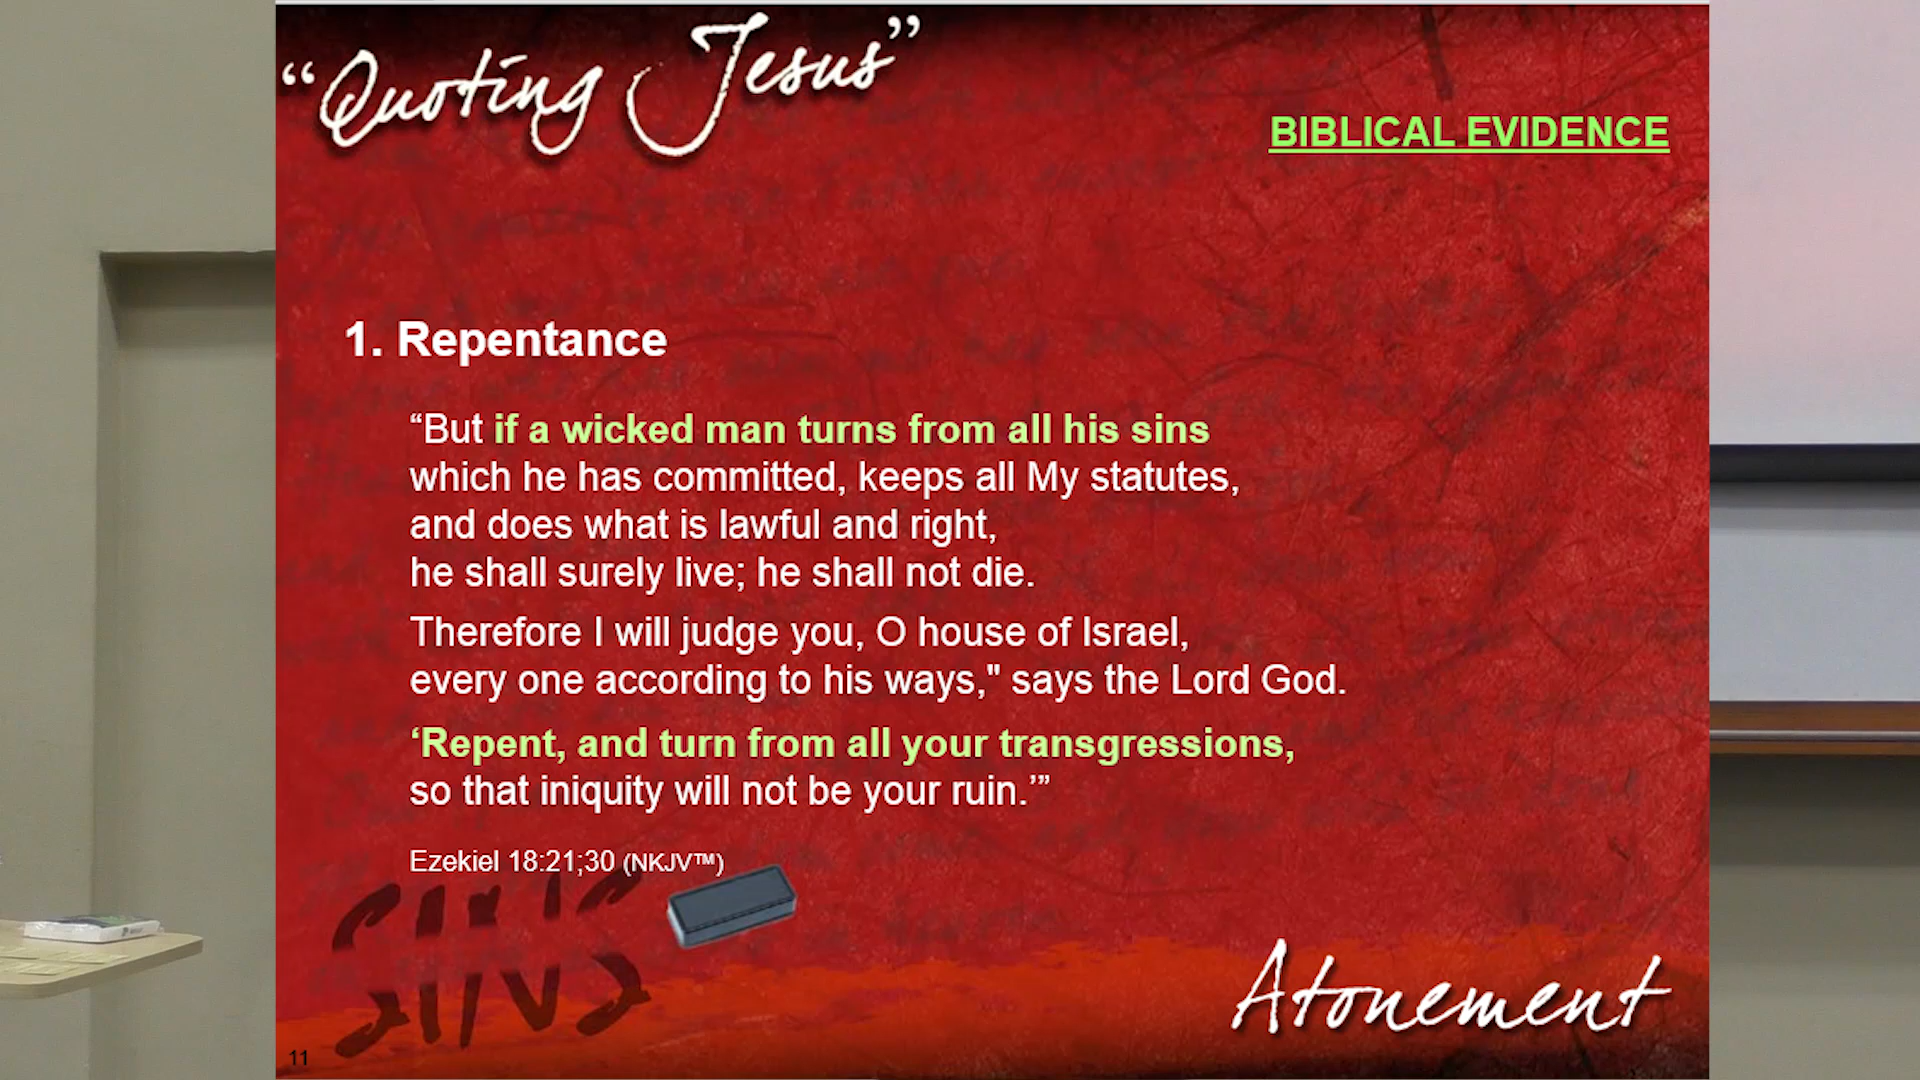 “Quoting Jesus”
BIBLICAL EVIDENCE
1. Repentance
“But if a wicked man turns from all his sins
which he has committed, keeps all My statutes,
and does what is lawful and right,
he shall surely live; he shall not die.
Therefore I will judge you, O house of Israel,
every one according to his ways," says the Lord God.
‘Repent, and turn from all your transgressions,
so that iniquity will not be your ruin.’”
Ezekiel 18:21;30 (NKJV™)
Atonement
11